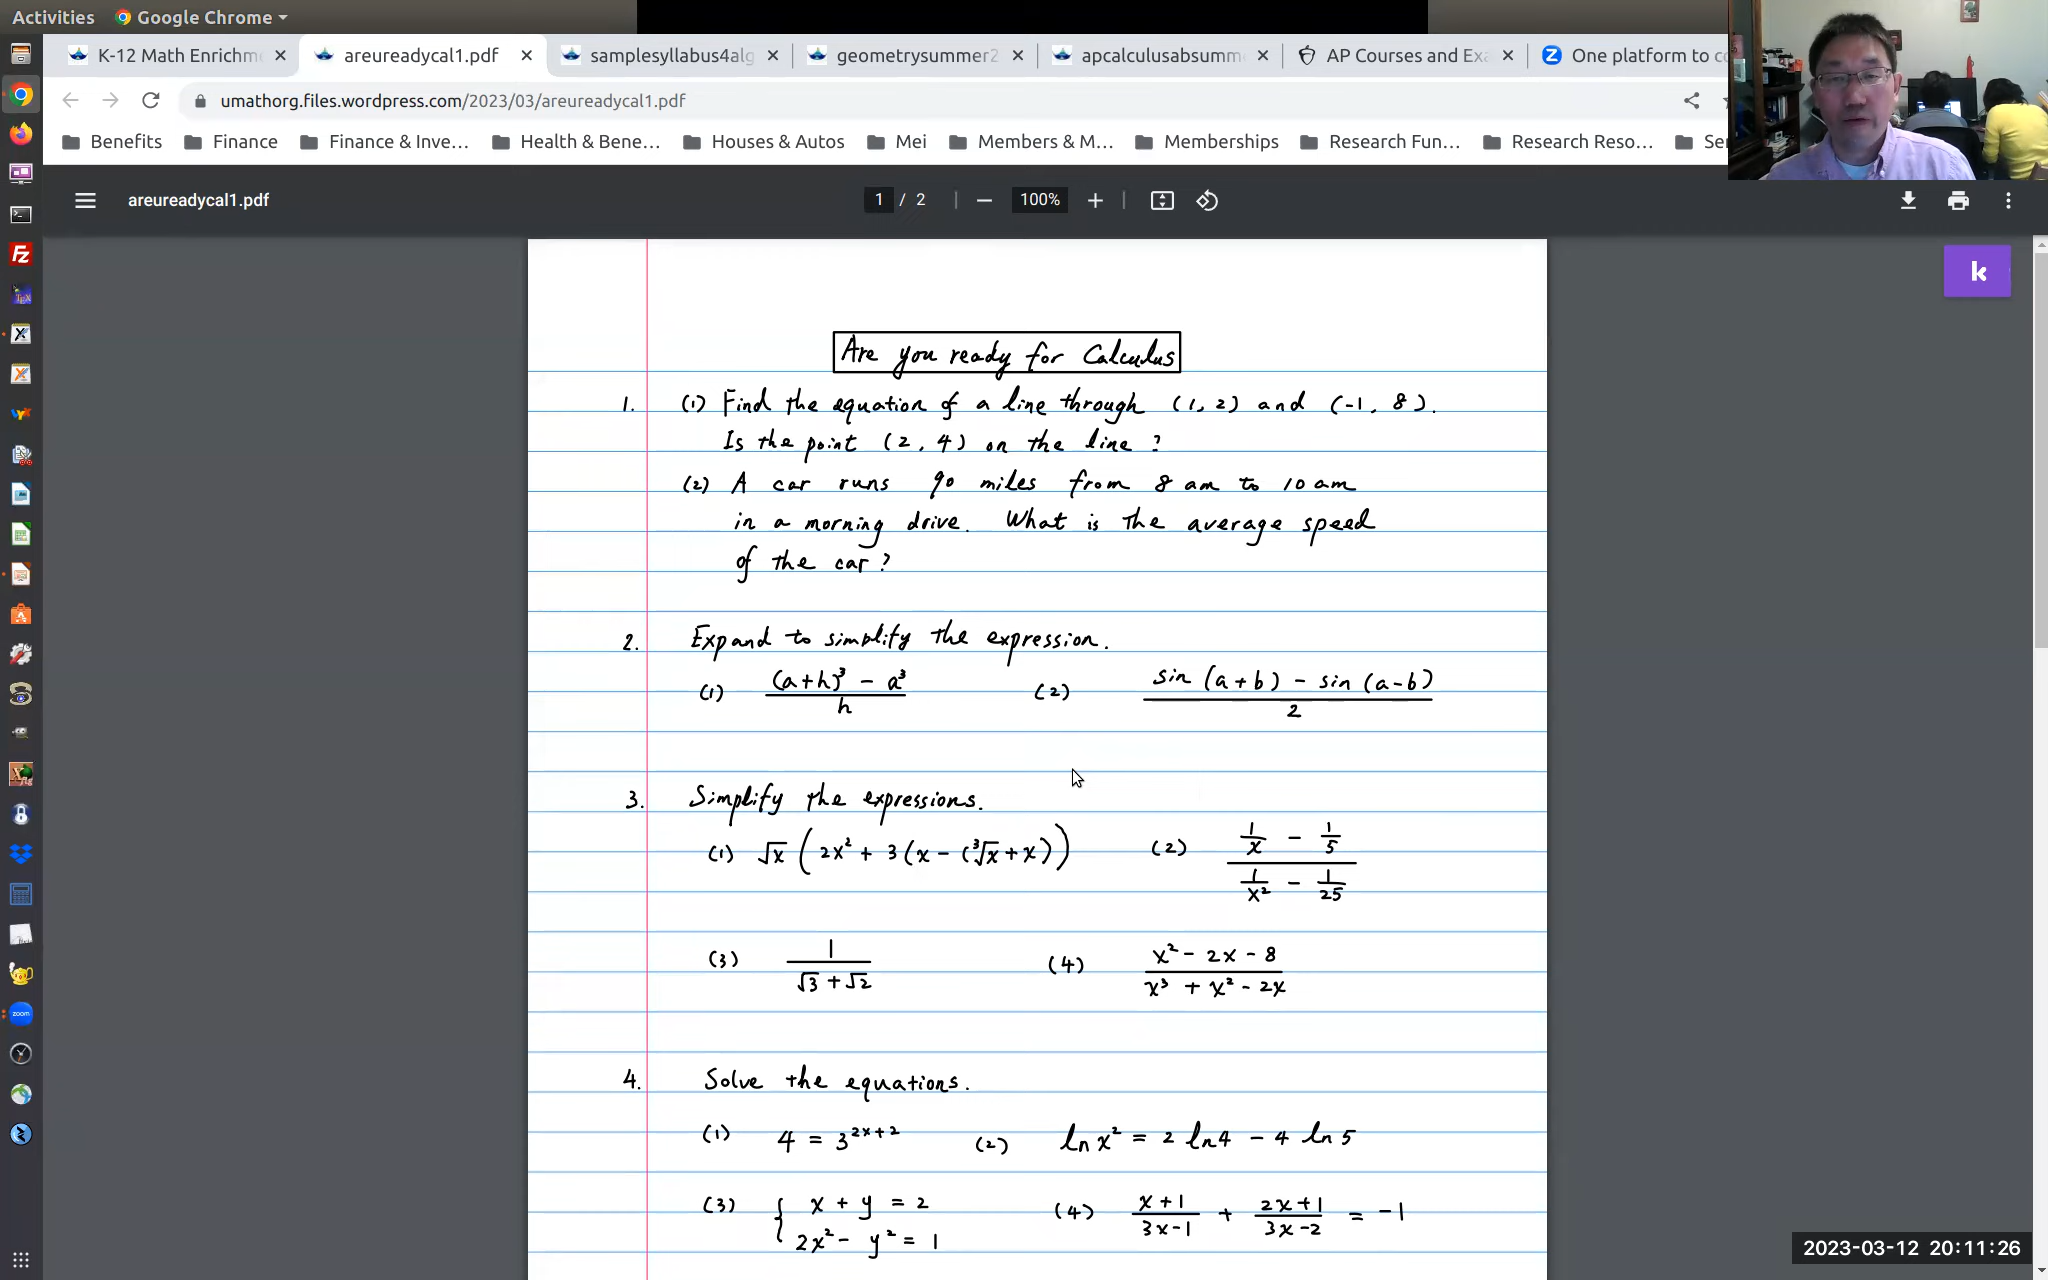 Activities Google Chrome
K-12 Math Enrichm areureadycal1.pdf samplesyllabus4alg geometrysummer2 apcalculusabsumm AP Courses and Exa One platform to co
umathorg.files.wordpress.com/2023/03/areureadycal1.pdf
Benefits Finance Finance & Inve... Health & Bene... Houses & Autos Mei Members & M... Memberships Research Fun... Research Reso... Ser
areureadycal1.pdf 1 / 2 100%
k
Are you ready for Calculus
1. (1) Find the equation of a line through (1, 2) and (-1, 8).
Is the point (2, 4) on the line?
(2) A car runs 90 miles from 8 am to 10 am
in a morning drive. What is the average speed
of the car?
2. Expand to simplify the expression.
(1) ((a+h)³ - a³)/h (2) (sin (a+b) - sin (a-b))/2
3. Simplify the expressions.
(1) √x (2x² + 3(x - (³√x + x))) (2) (1/x - 1/5)/(1/x² - 1/25)
(3) 1/(√3 + √2) (4) (x² - 2x - 8)/(x³ + x² - 2x)
4. Solve the equations.
(1) 4 = 3^(2x+2) (2) ln x² = 2 ln 4 - 4 ln 5
(3) { x + y = 2 (4) (x+1)/(3x-1) + (2x+1)/(3x-2) = -1
2x² - y² = 1
2023-03-12 20:11:26